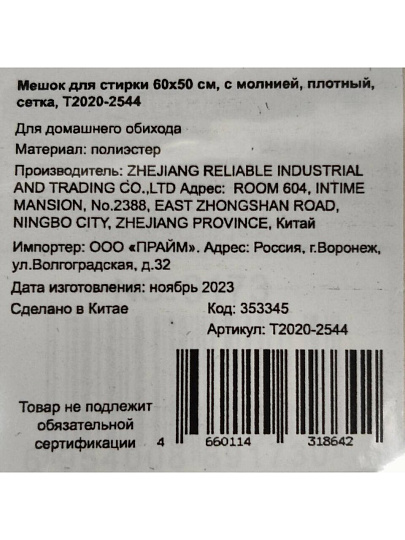 Мешок для стирки 60х50 см, с молнией, плотный,
сетка, Т2020-2544
Для домашнего обихода
Материал: полиэстер
Производитель: ZHEJIANG RELIABLE INDUSTRIAL
AND TRADING CO.,LTD Адрес: ROOM 604, INTIME
MANSION, No.2388, EAST ZHONGSHAN ROAD,
NINGBO CITY, ZHEJIANG PROVINCE, Китай
Импортер: ООО «ПРАЙМ». Адрес: Россия, г.Воронеж,
ул.Волгоградская, д.32
Дата изготовления: ноябрь 2023
Сделано в Китае
Код: 353345
Артикул: Т2020-2544
Товар не подлежит
обязательной
сертификации
4 660114 318642